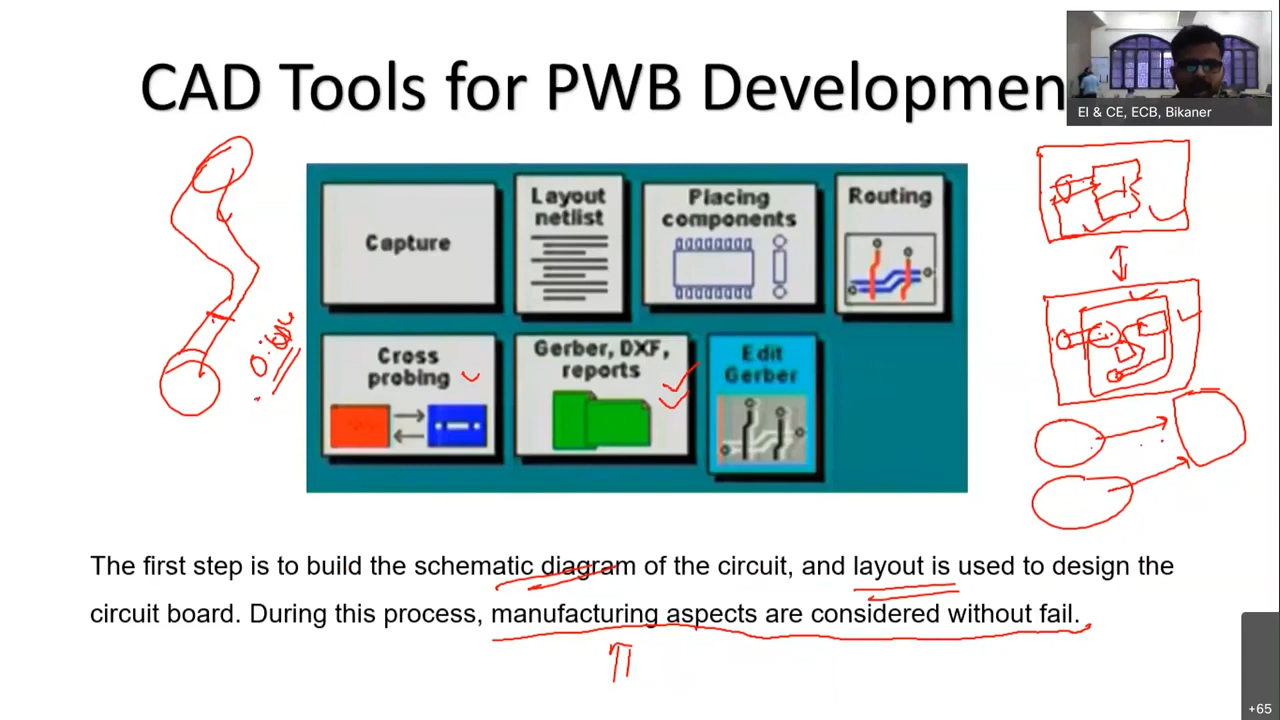 CAD Tools for PWB Developmen
EI & CE, ECB, Bikaner
Capture
Layout
netlist
Placing
components
Routing
Cross
probing
Gerber, DXF,
reports
Edit
Gerber
The first step is to build the schematic diagram of the circuit, and layout is used to design the
circuit board. During this process, manufacturing aspects are considered without fail.
+65